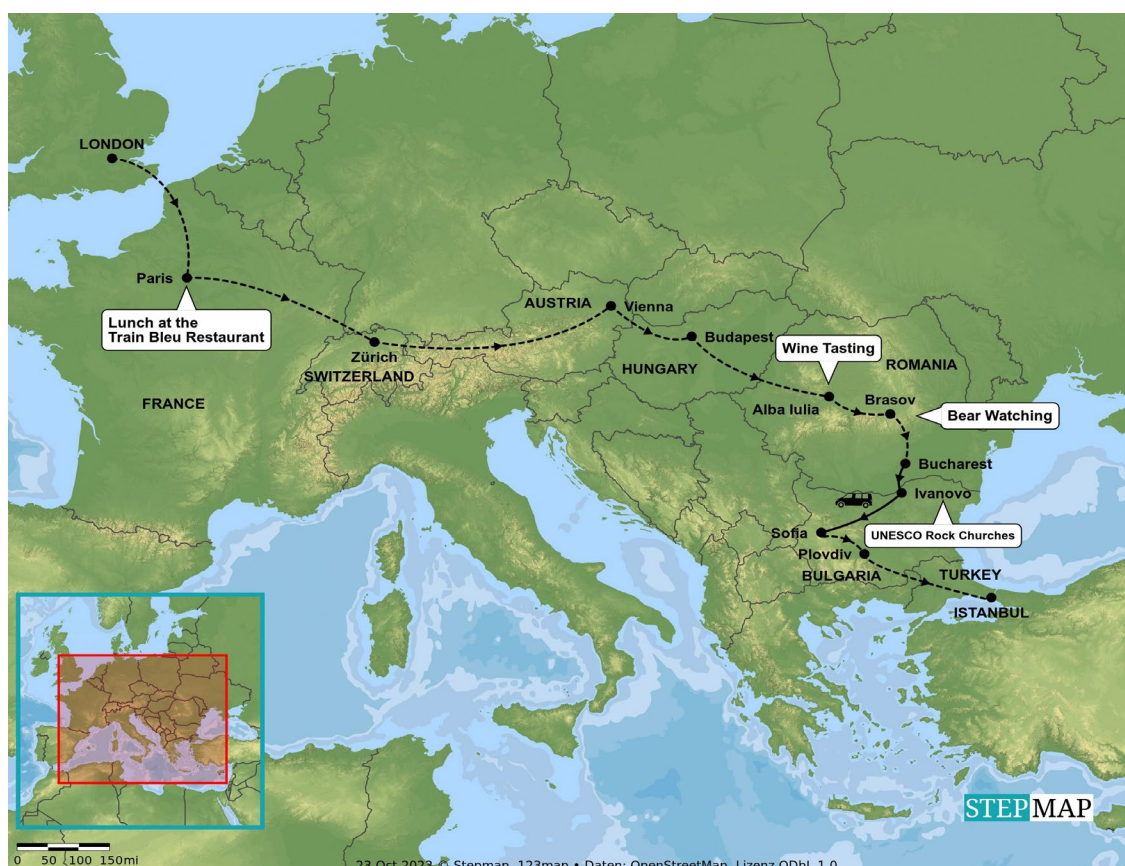 LONDON
Paris
Lunch at the
Train Bleu Restaurant
FRANCE
Zürich
SWITZERLAND
AUSTRIA
Vienna
Budapest
HUNGARY
Wine Tasting
ROMANIA
Alba Iulia
Brasov
Bear Watching
Bucharest
Ivanovo
UNESCO Rock Churches
Sofia
Plovdiv
BULGARIA
TURKEY
ISTANBUL
STEPMAP
0 50 100 150mi
23 Oct 2023 © Stepmap, 123map • Daten: OpenStreetMap, Lizenz ODbL 1.0